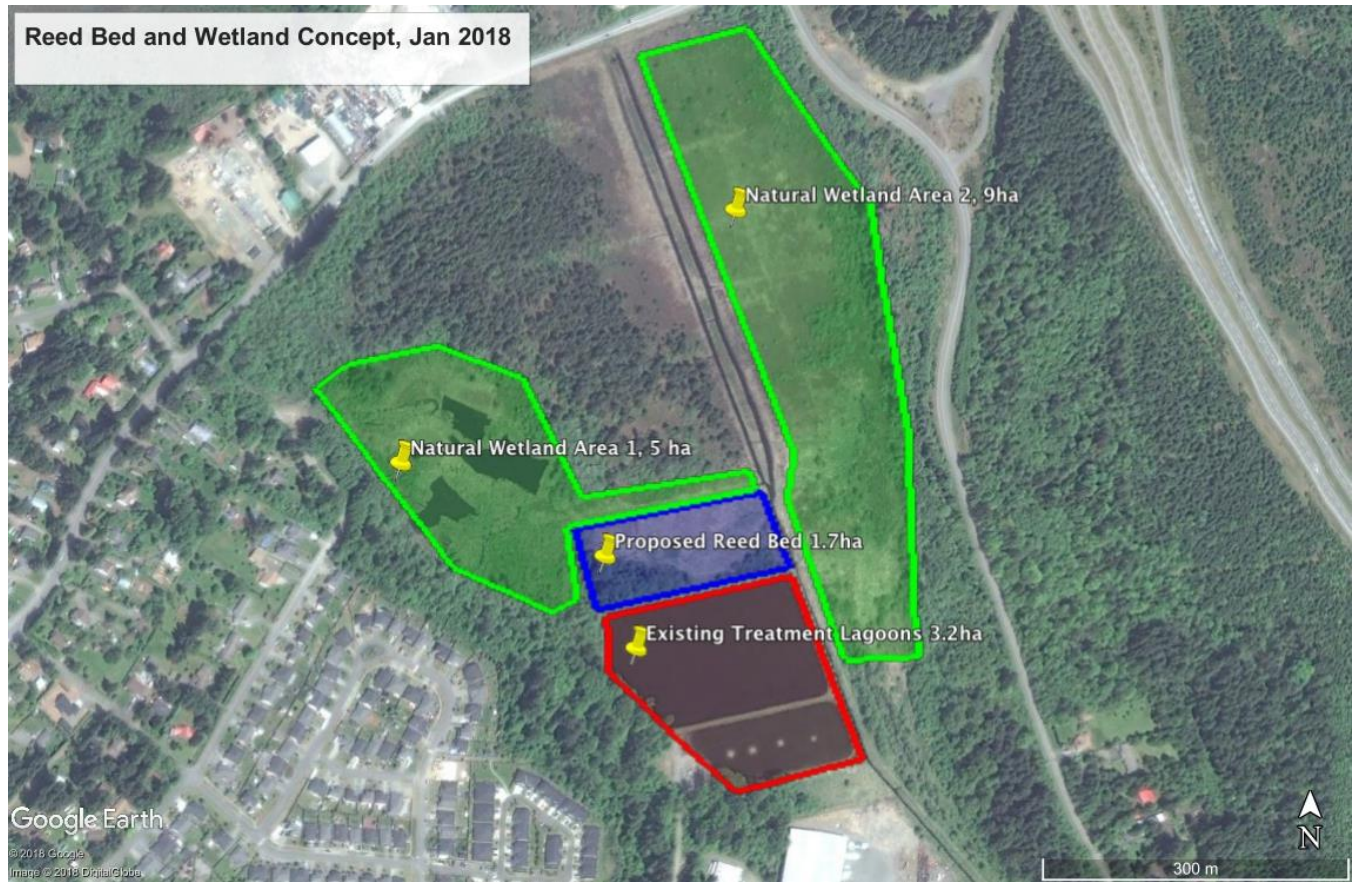 Reed Bed and Wetland Concept, Jan 2018
Natural Wetland Area 2, 9ha
Natural Wetland Area 1, 5 ha
Proposed Reed Bed 1.7ha
Existing Treatment Lagoons 3.2ha
Google Earth
© 2018 Google
Image © 2018 DigitalGlobe
N
300 m